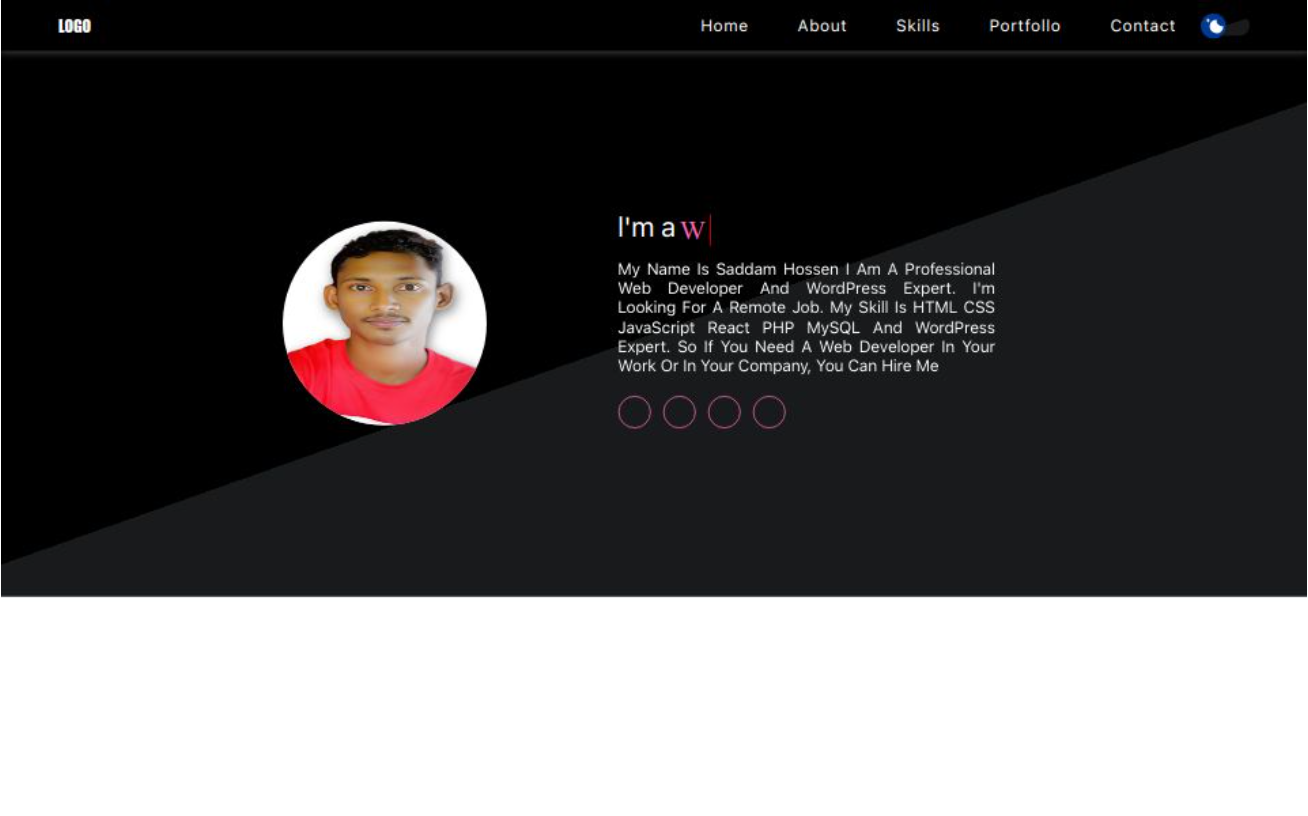 LOGO
Home About Skills Portfollo Contact
I'm a W
My Name Is Saddam Hossen I Am A Professional
Web Developer And WordPress Expert. I'm
Looking For A Remote Job. My Skill Is HTML CSS
JavaScript React PHP MySQL And WordPress
Expert. So If You Need A Web Developer In Your
Work Or In Your Company, You Can Hire Me